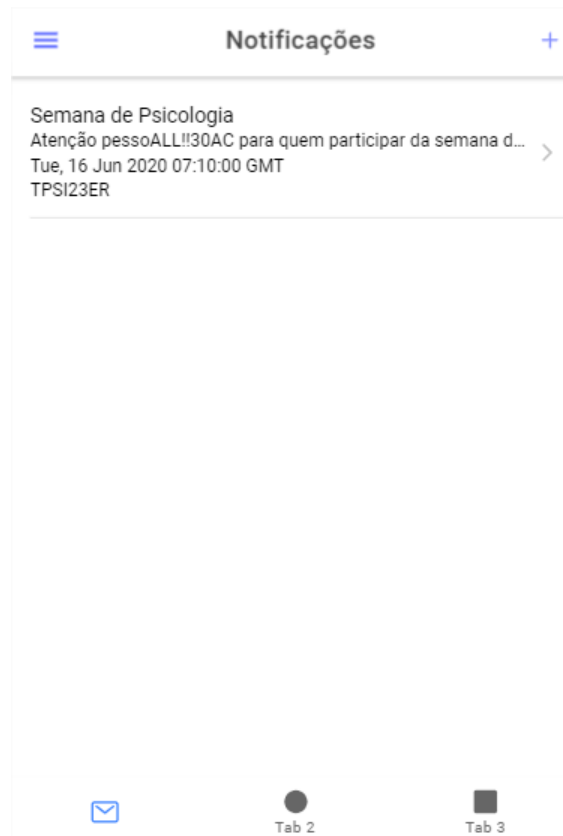 Notificações
Semana de Psicologia
Atenção pessoALL!!30AC para quem participar da semana d...
Tue, 16 Jun 2020 07:10:00 GMT
TPSI23ER
Tab 2
Tab 3